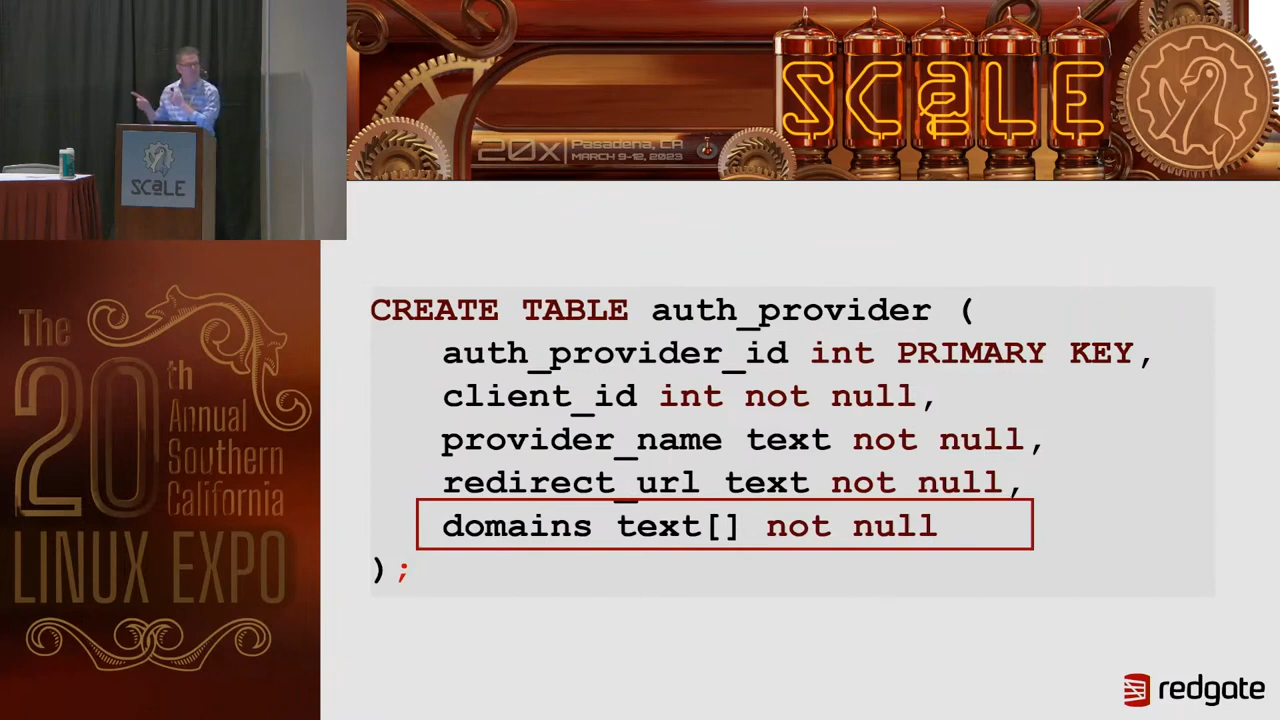 SCaLE
20x
Pasadena, CA
MARCH 9-12, 2023
SCaLE
The
20th
Annual
Southern
California
LINUX EXPO
CREATE TABLE auth_provider (
auth_provider_id int PRIMARY KEY,
client_id int not null,
provider_name text not null,
redirect_url text not null,
domains text[] not null
);
redgate